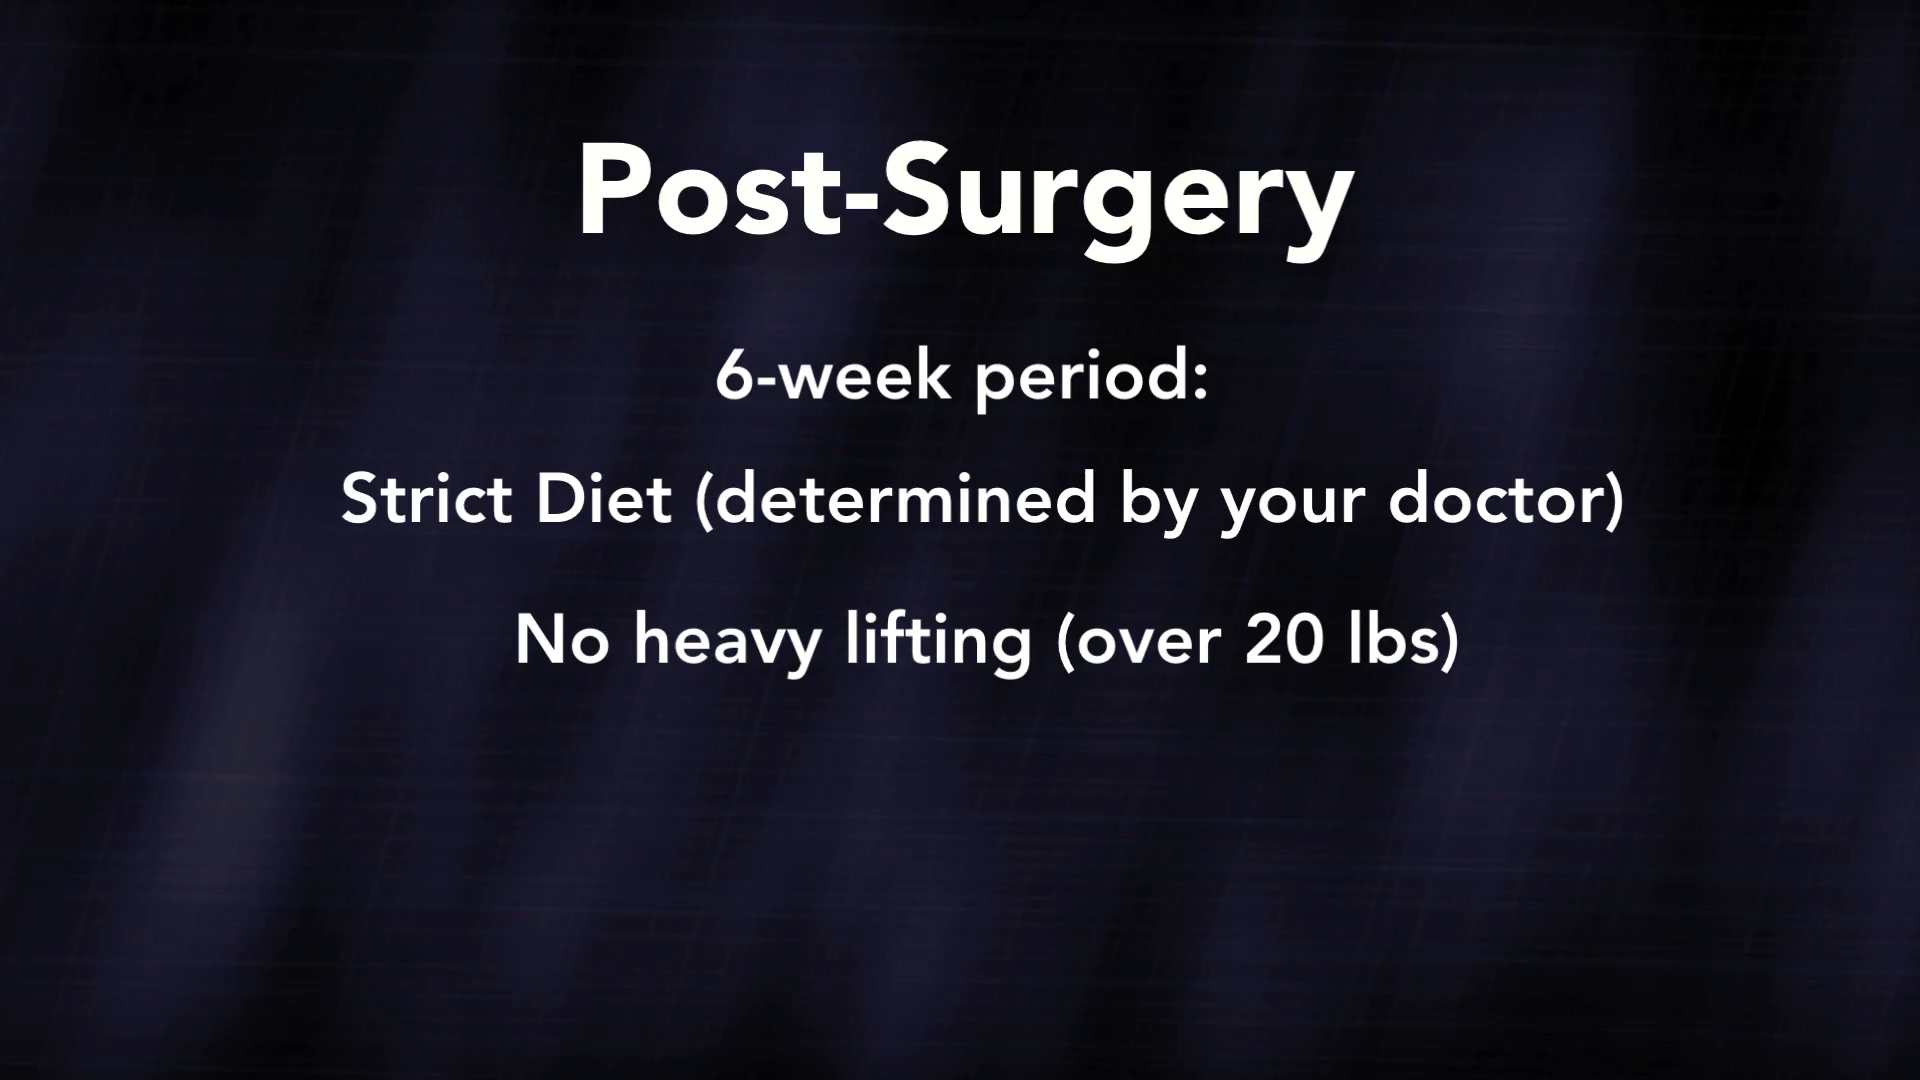 Post-Surgery
6-week period:
Strict Diet (determined by your doctor)
No heavy lifting (over 20 lbs)